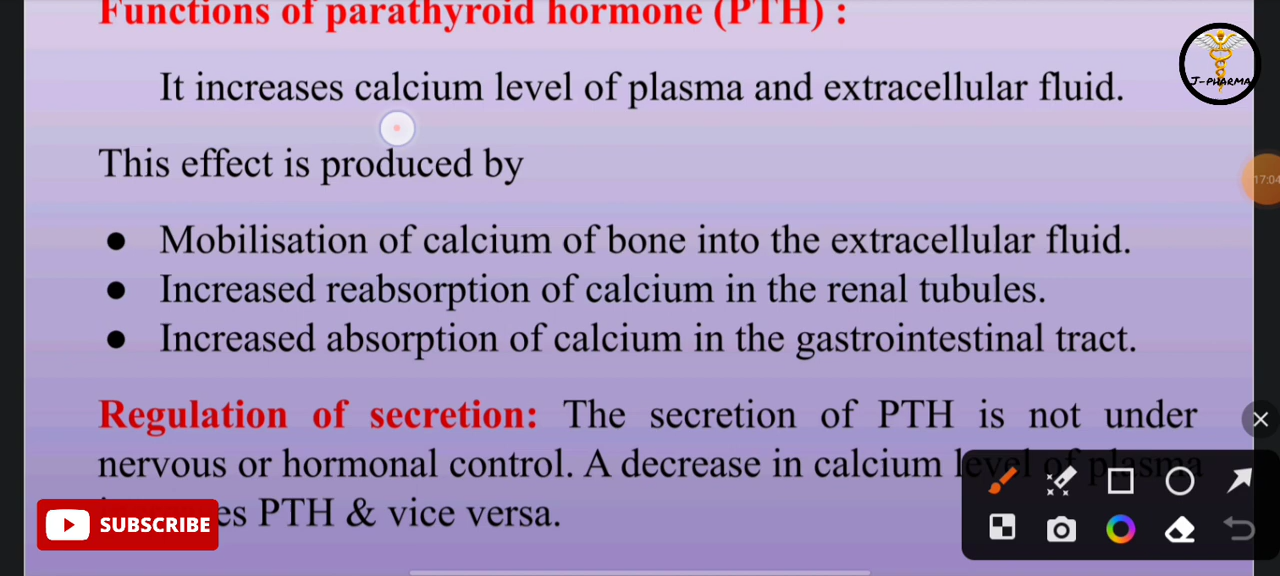 Functions of parathyroid hormone (PTH) :
J-PHARMA
It increases calcium level of plasma and extracellular fluid.
This effect is produced by
17:04
● Mobilisation of calcium of bone into the extracellular fluid.
● Increased reabsorption of calcium in the renal tubules.
● Increased absorption of calcium in the gastrointestinal tract.
Regulation of secretion: The secretion of PTH is not under
nervous or hormonal control. A decrease in calcium level of plasma
PTH & vice versa.
SUBSCRIBE